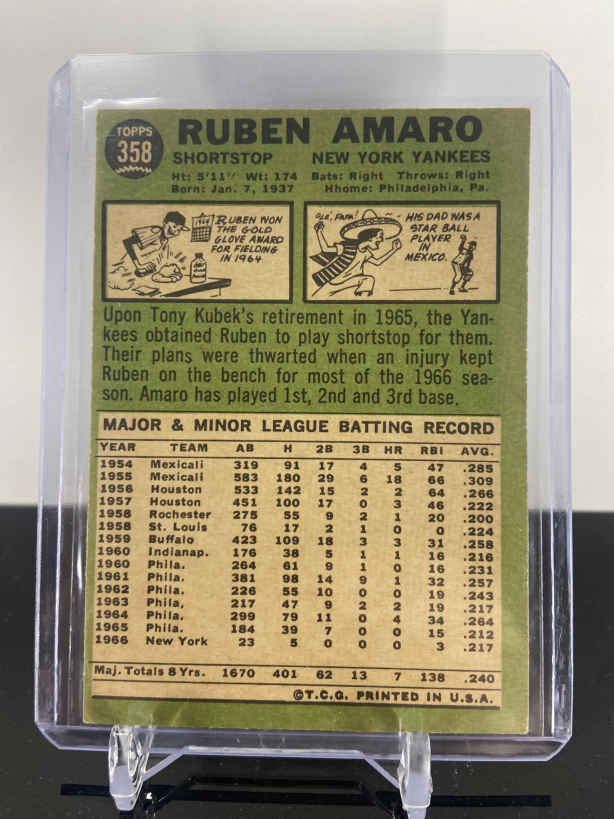 TOPPS
358
RUBEN AMARO
SHORTSTOP NEW YORK YANKEES
Ht: 5'11" Wt: 174 Bats: Right Throws: Right
Born: Jan. 7, 1937 Hhome: Philadelphia, Pa.
1964
RUBEN WON
THE GOLD
GLOVE AWARD
FOR FIELDING
IN 1964
OLÉ, PAPA!
HIS DAD WAS A
STAR BALL
PLAYER
IN
MEXICO.
Upon Tony Kubek's retirement in 1965, the Yan-
kees obtained Ruben to play shortstop for them.
Their plans were thwarted when an injury kept
Ruben on the bench for most of the 1966 sea-
son. Amaro has played 1st, 2nd and 3rd base.
MAJOR & MINOR LEAGUE BATTING RECORD
YEAR TEAM AB H 2B 3B HR RBI AVG.
1954 Mexicali 319 91 17 4 5 47 .285
1955 Mexicali 583 180 29 6 18 66 .309
1956 Houston 533 142 15 2 2 64 .266
1957 Houston 451 100 17 0 3 46 .222
1958 Rochester 275 55 9 2 1 20 .200
1958 St. Louis 76 17 2 1 0 0 .224
1959 Buffalo 423 109 18 3 3 31 .258
1960 Indianap. 176 38 5 1 1 16 .216
1960 Phila. 264 61 9 1 0 16 .231
1961 Phila. 381 98 14 9 1 32 .257
1962 Phila. 226 55 10 0 0 19 .243
1963 Phila, 217 47 9 2 2 19 .217
1964 Phila. 299 79 11 0 4 34 .264
1965 Phila. 184 39 7 0 0 15 .212
1966 New York 23 5 0 0 0 3 .217
Maj. Totals 8 Yrs. 1670 401 62 13 7 138 .240
©T.C.G. PRINTED IN U.S.A.